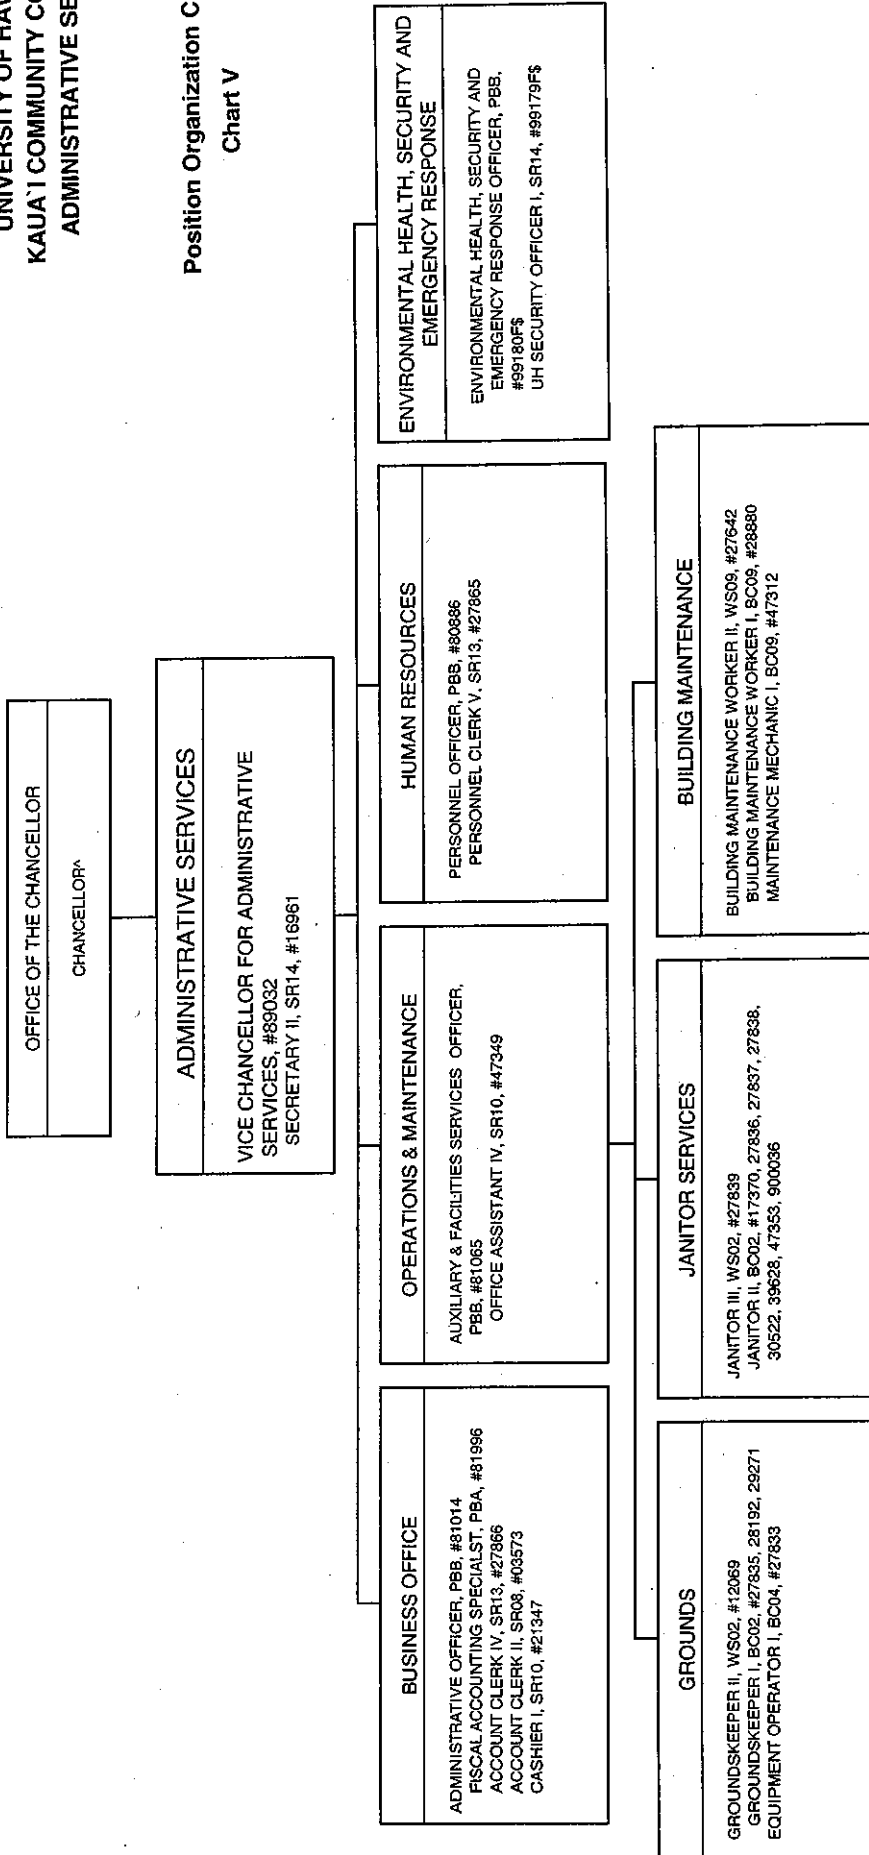 UNIVERSITY OF
KAUA`I COMMUNITY
ADMINISTRATIVE
Position Organization
Chart V
OFFICE OF THE CHANCELLOR
CHANCELLOR^
ADMINISTRATIVE SERVICES
VICE CHANCELLOR FOR ADMINISTRATIVE
SERVICES, #89032
SECRETARY II, SR14, #16961
BUSINESS OFFICE
ADMINISTRATIVE OFFICER, PBB, #81014
FISCAL ACCOUNTING SPECIALST, PBA, #81996
ACCOUNT CLERK IV, SR13, #27866
ACCOUNT CLERK II, SR08, #03573
CASHIER I, SR10, #21347
OPERATIONS & MAINTENANCE
AUXILIARY & FACILITIES SERVICES OFFICER,
PBB, #81065
OFFICE ASSISTANT IV, SR10, #47349
HUMAN RESOURCES
PERSONNEL OFFICER, PBB, #80886
PERSONNEL CLERK V, SR13, #27865
ENVIRONMENTAL HEALTH, SECURITY AND
EMERGENCY RESPONSE
ENVIRONMENTAL HEALTH, SECURITY AND
EMERGENCY RESPONSE OFFICER, PBB,
#99180F$
UH SECURITY OFFICER I, SR14, #99179F$
GROUNDS
GROUNDSKEEPER II, WS02, #12069
GROUNDSKEEPER I, BC02, #27835, 28192, 29271
EQUIPMENT OPERATOR I, BC04, #27833
JANITOR SERVICES
JANITOR III, WS02, #27839
JANITOR II, BC02, #17370, 27836, 27837, 27838,
30522, 39628, 47353, 900036
BUILDING MAINTENANCE
BUILDING MAINTENANCE WORKER II, WS09, #27642
BUILDING MAINTENANCE WORKER I, BC09, #28880
MAINTENANCE MECHANIC I, BC09, #47312